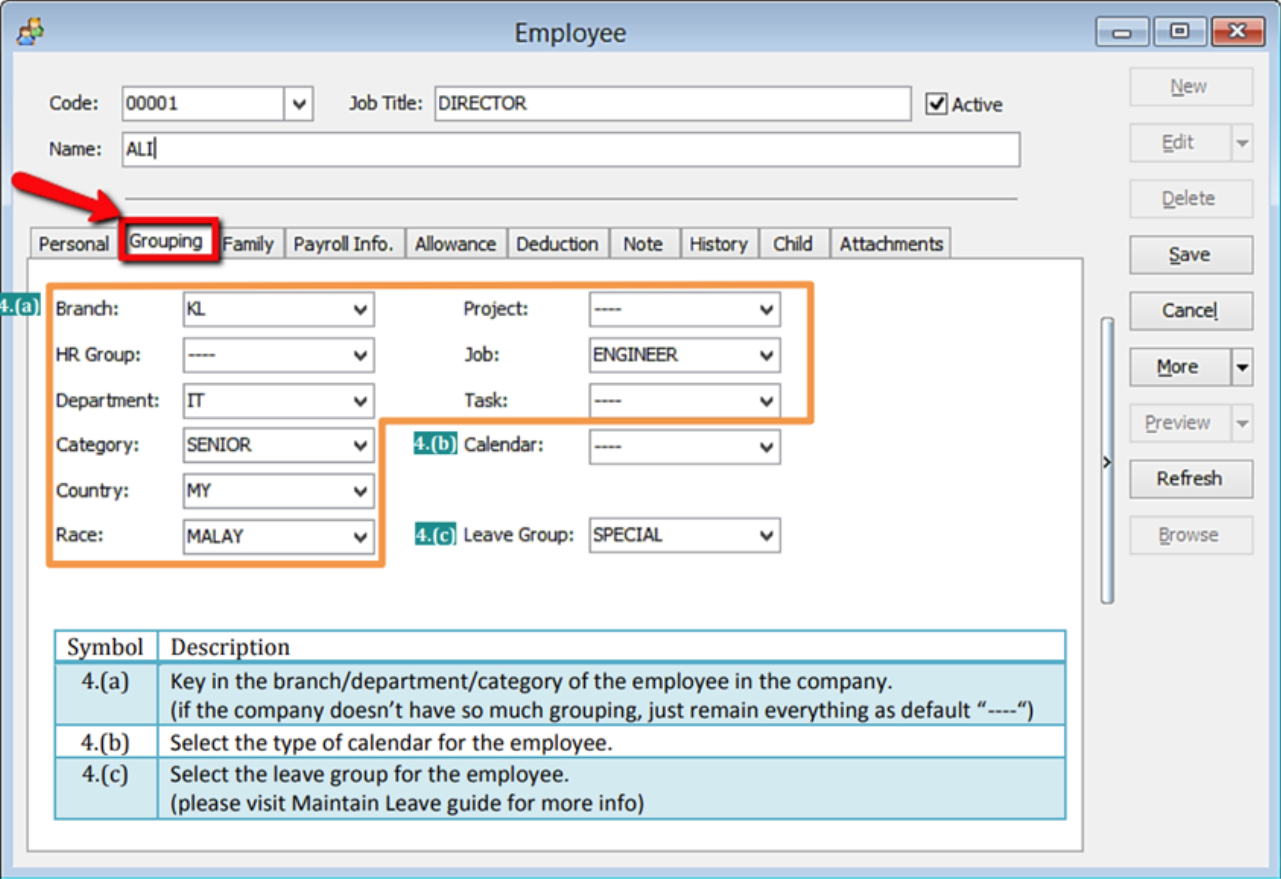 Employee
Code: 00001 Job Title: DIRECTOR Active
Name: ALI
New
Edit
Delete
Save
Cancel
More
Preview
Refresh
Browse
Personal Grouping Family Payroll Info. Allowance Deduction Note History Child Attachments
4.(a) Branch: KL Project: ----
HR Group: ---- Job: ENGINEER
Department: IT Task: ----
Category: SENIOR 4.(b) Calendar: ----
Country: MY
Race: MALAY 4.(c) Leave Group: SPECIAL
Symbol Description
4.(a) Key in the branch/department/category of the employee in the company.
(if the company doesn’t have so much grouping, just remain everything as default “----“)
4.(b) Select the type of calendar for the employee.
4.(c) Select the leave group for the employee.
(please visit Maintain Leave guide for more info)